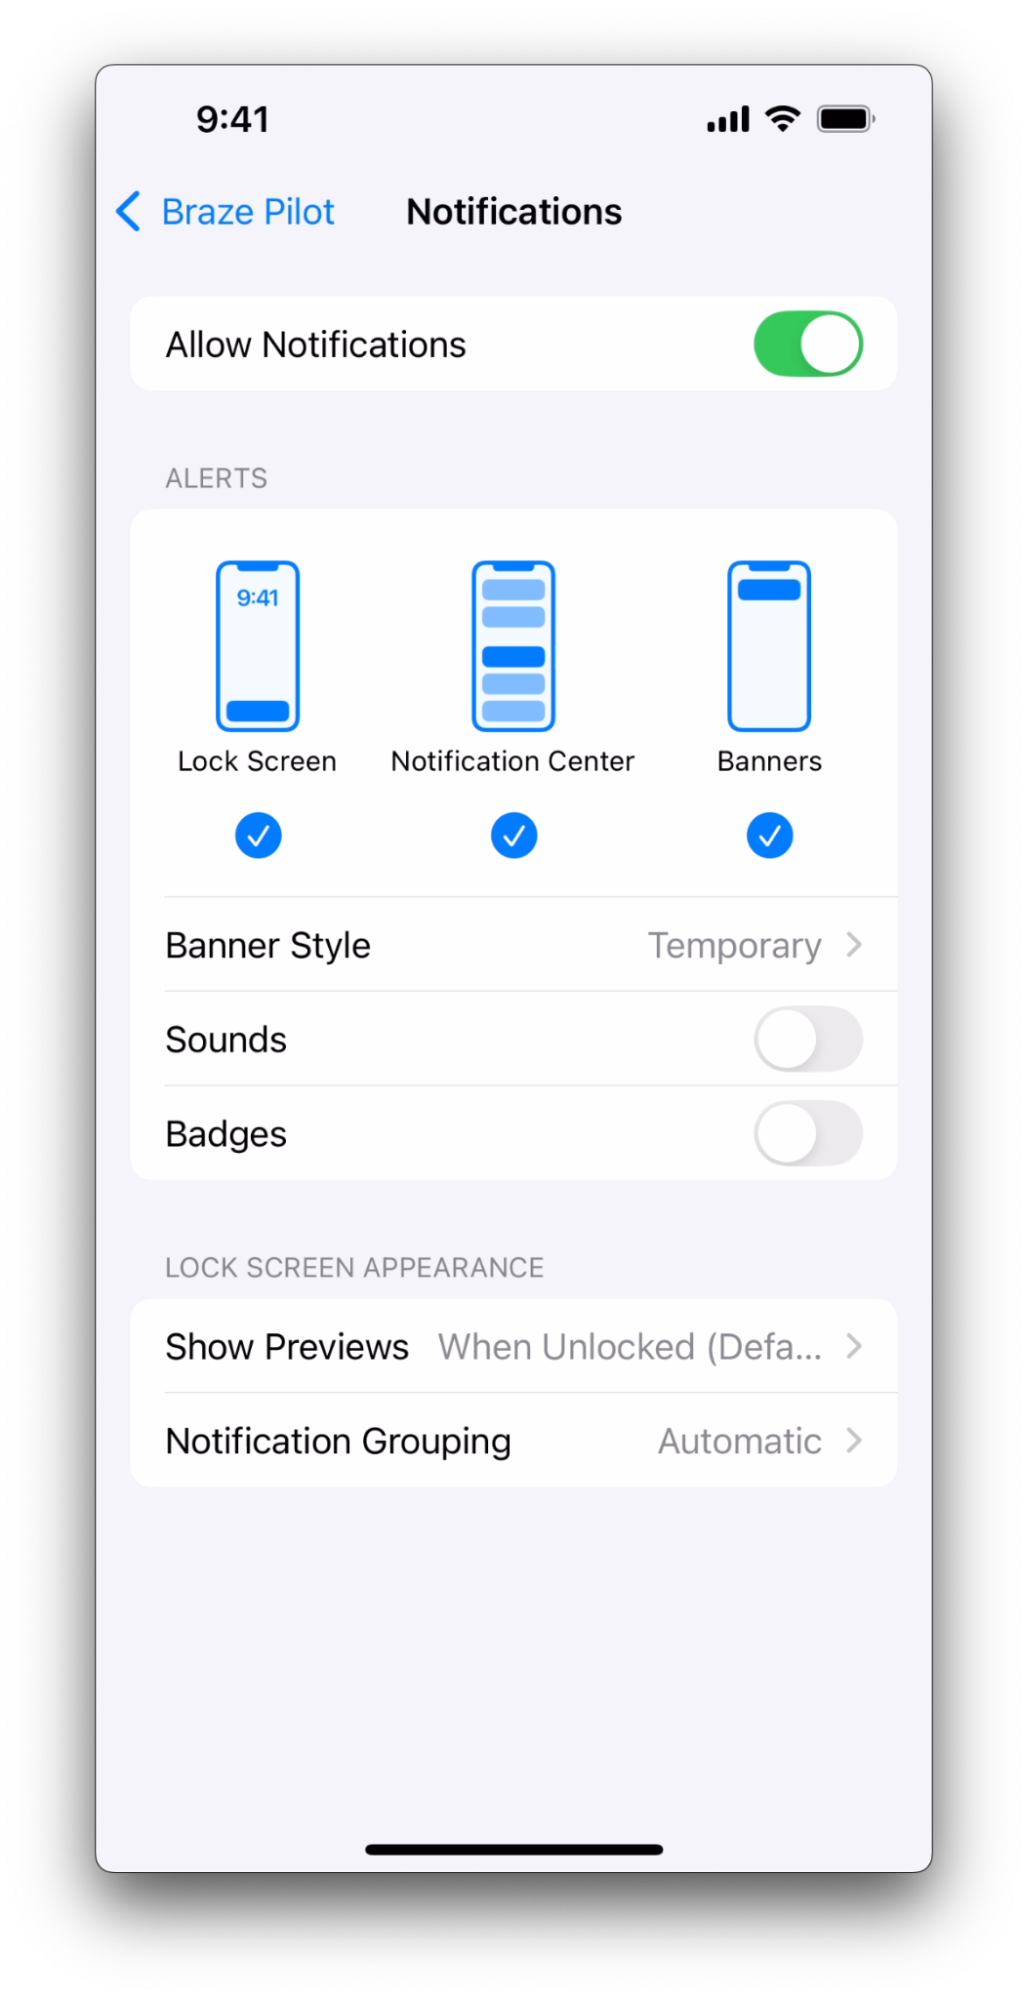 9:41
Braze Pilot Notifications
Allow Notifications
ALERTS
9:41
Lock Screen Notification Center Banners
Banner Style Temporary
Sounds
Badges
LOCK SCREEN APPEARANCE
Show Previews When Unlocked (Defa...
Notification Grouping Automatic